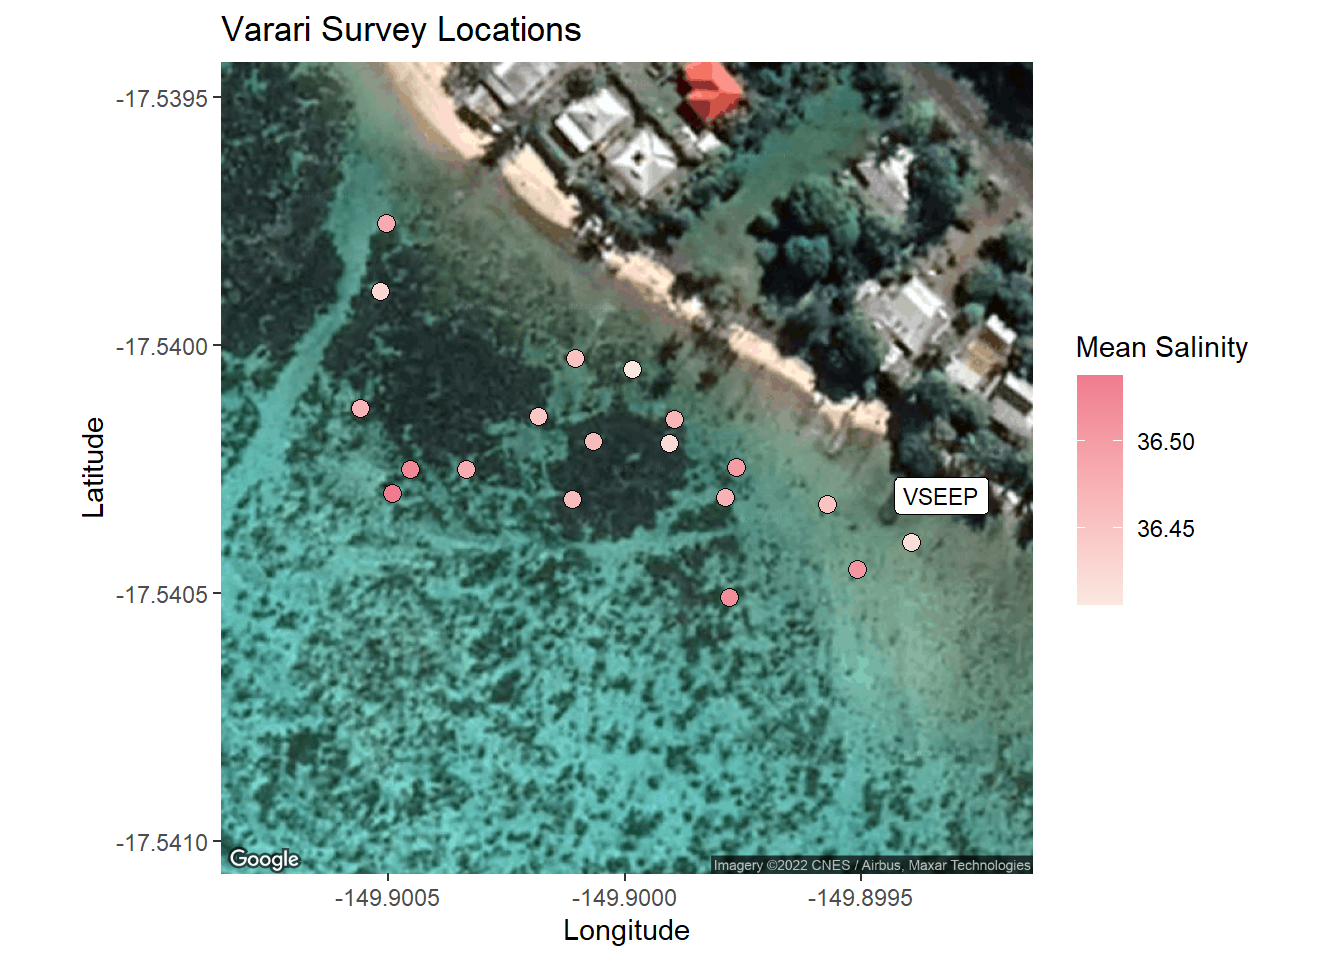 Varari Survey Locations
-17.5395
-17.5400
-17.5405
-17.5410
Latitude
VSEEP
Google
Imagery ©2022 CNES / Airbus, Maxar Technologies
-149.9005
-149.9000
-149.8995
Longitude
Mean Salinity
36.50
36.45